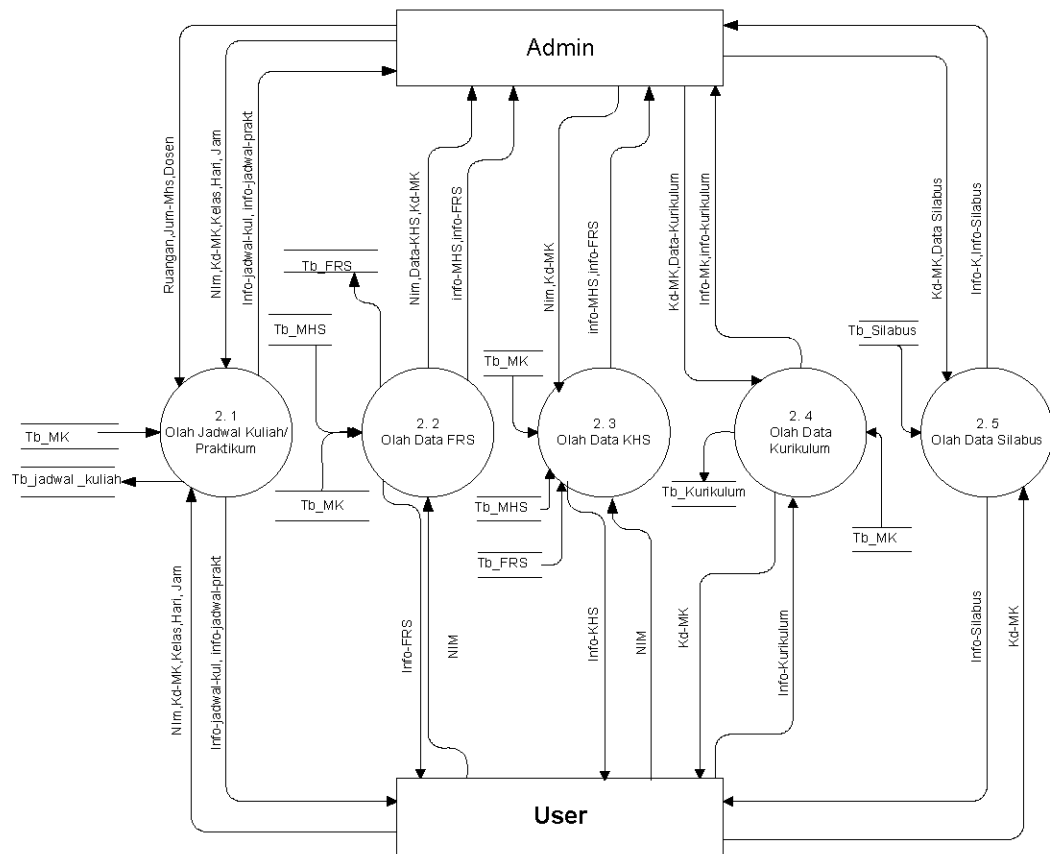 Admin
Ruangan,Jum-Mhs,Dosen
NIm,Kd-MK,Kelas,Hari, Jam
Info-jadwal-kul, info-jadwal-prakt
Nim,Data-KHS,Kd-MK
info-MHS,info-FRS
Nim,Kd-MK
info-MHS,info-FRS
Kd-MK,Data-Kurikulum
Info-MK,info-kurikulum
Kd-MK,Data Silabus
Info-K,Info-Silabus
Tb_FRS
Tb_MHS
Tb_MK
Tb_Silabus
2. 1
Olah Jadwal Kuliah/
Praktikum
2. 2
Olah Data FRS
2. 3
Olah Data KHS
2. 4
Olah Data
Kurikulum
2. 5
Olah Data Silabus
Tb_MK
Tb_jadwal _kuliah
Tb_MK
Tb_MHS
Tb_FRS
Tb_Kurikulum
Tb_MK
NIm,Kd-MK,Kelas,Hari, Jam
Info-jadwal-kul, info-jadwal-prakt
Info-FRS
NIM
Info-KHS
NIM
Kd-MK
Info-Kurikulum
Info-Silabus
Kd-MK
User